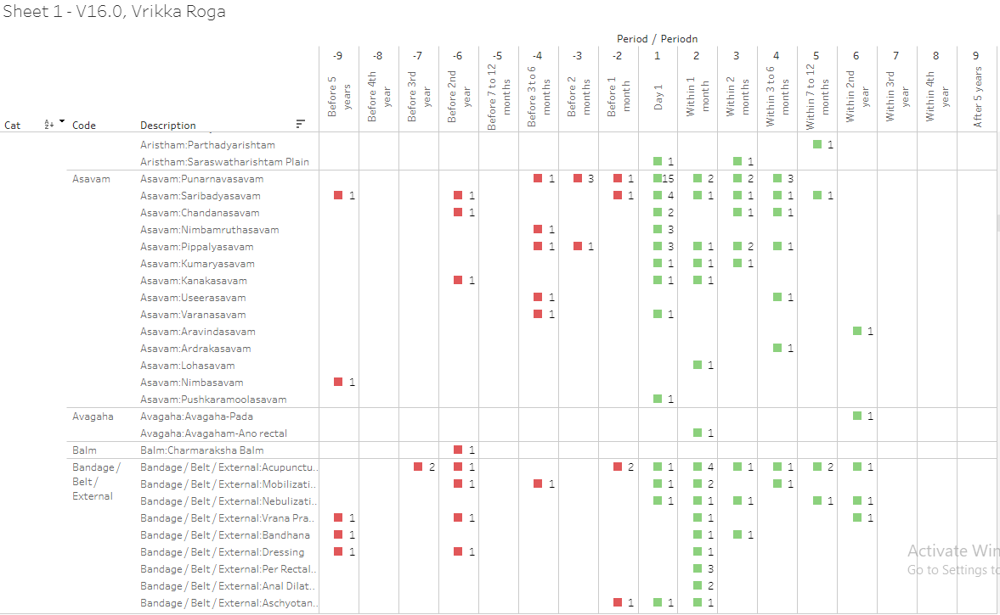 Sheet 1 - V16.0, Vrikka Roga
Period / Periodn
-9 -8 -7 -6 -5 -4 -3 -2 1 2 3 4 5 6 7 8 9
Before 5 years
Before 4th year
Before 3rd year
Before 2nd year
Before 7 to 12 months
Before 3 to 6 months
Before 2 months
Before 1 month
Day 1
Within 1 month
Within 2 months
Within 3 to 6 months
Within 7 to 12 months
Within 2nd year
Within 3rd year
Within 4th year
After 5 years
Cat Code Description
Aristham:Parthadyarishtam 1
Aristham:Saraswatharishtam Plain 1 1
Asavam Asavam:Punarnavasavam 1 3 1 15 2 2 3
Asavam:Saribadyasavam 1 1 1 4 1 1 1 1
Asavam:Chandanasavam 1 2 1 1
Asavam:Nimbamruthasavam 1 3
Asavam:Pippalyasavam 1 1 3 1 2 1
Asavam:Kumaryasavam 1 1 1
Asavam:Kanakasavam 1 1 1
Asavam:Useerasavam 1 1
Asavam:Varanasavam 1 1
Asavam:Aravindasavam 1
Asavam:Ardrakasavam 1
Asavam:Lohasavam 1
Asavam:Nimbasavam 1
Asavam:Pushkaramoolasavam 1
Avagaha Avagaha:Avagaha-Pada 1
Avagaha:Avagaham-Ano rectal 1
Balm Balm:Charmaraksha Balm 1
Bandage / Bandage / Belt / External:Acupunctu.. 2 1 2 1 4 1 1 2 1
Belt / Bandage / Belt / External:Mobilizati.. 1 1 1 2 1
External Bandage / Belt / External:Nebulizati.. 1 1 1 1 1
Bandage / Belt / External:Vrana Pra.. 1 1 1 1
Bandage / Belt / External:Bandhana 1 1 1
Bandage / Belt / External:Dressing 1 1 1
Bandage / Belt / External:Per Rectal.. 3
Bandage / Belt / External:Anal Dilat.. 2
Bandage / Belt / External:Aschyotan.. 1 1 1
Activate Win
Go to Settings to